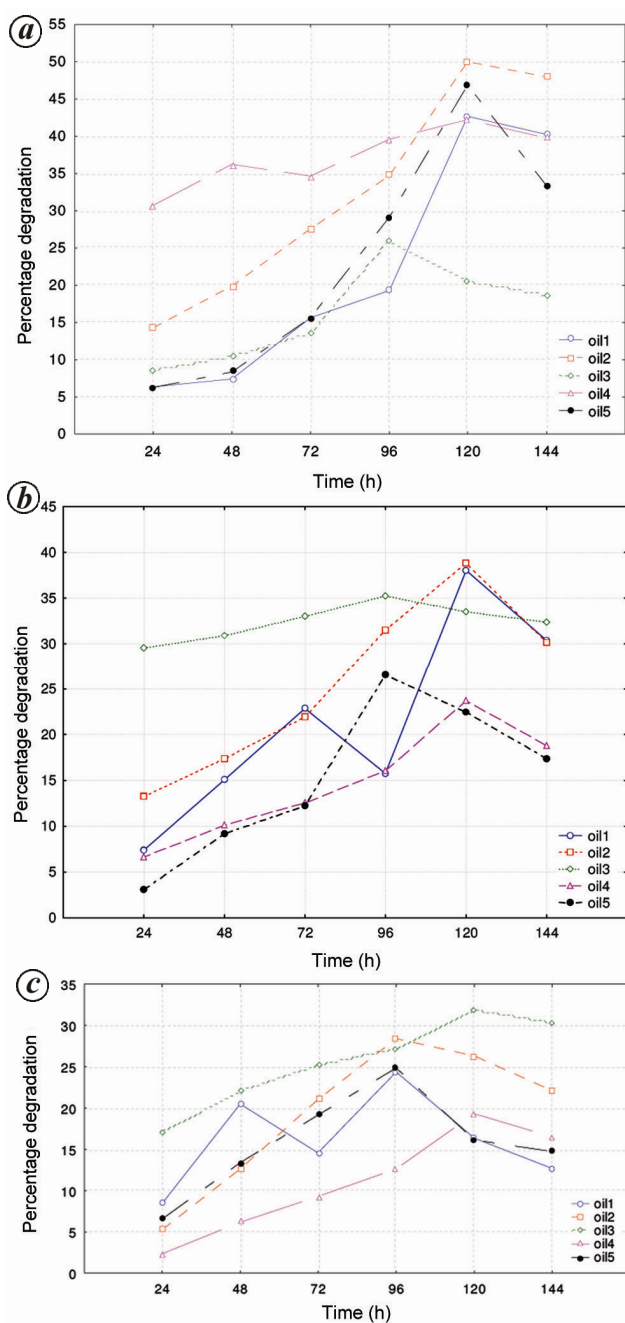 a
Percentage degradation
55
50
45
40
35
30
25
20
15
10
5
0
oil1
oil2
oil3
oil4
oil5
24 48 72 96 120 144
Time (h)
b
Percentage degradation
45
40
35
30
25
20
15
10
5
0
oil1
oil2
oil3
oil4
oil5
24 48 72 96 120 144
Time (h)
c
Percentage degradation
35
30
25
20
15
10
5
0
oil1
oil2
oil3
oil4
oil5
24 48 72 96 120 144
Time (h)